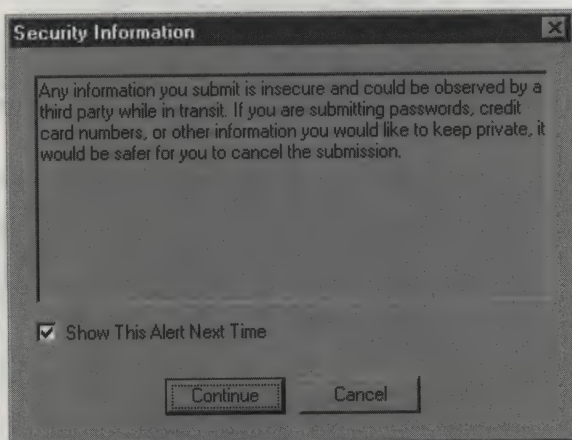 Security Information
Any information you submit is insecure and could be observed by a
third party while in transit. If you are submitting passwords, credit
card numbers, or other information you would like to keep private, it
would be safer for you to cancel the submission.
Show This Alert Next Time
Continue
Cancel